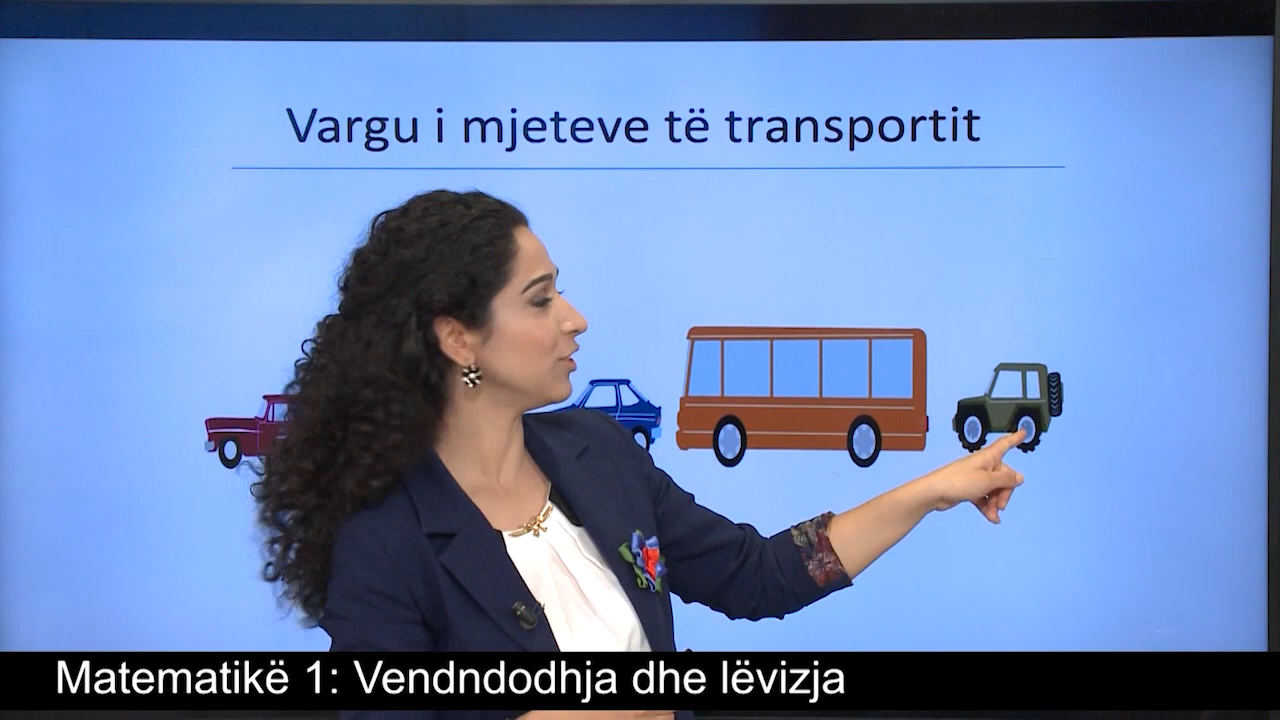 Vargu i mjeteve të transportit
Matematikë 1: Vendndodhja dhe lëvizja